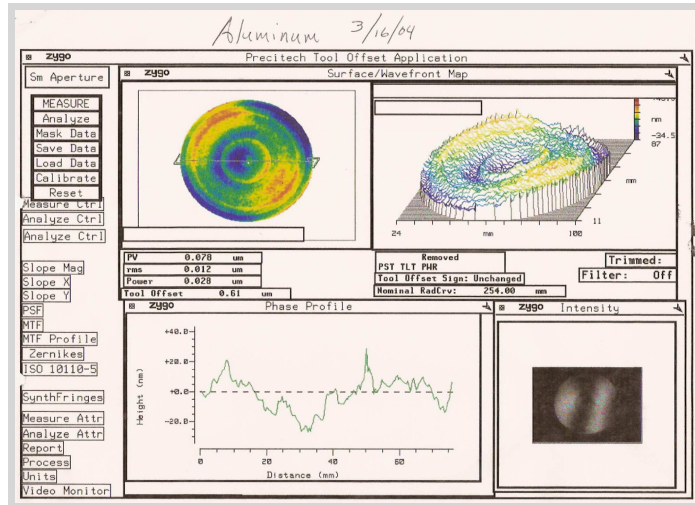 Aluminum 3/16/04
zygo Precitech Tool Offset Application
Sm Aperture
MEASURE
Analyze
Mask Data
Save Data
Load Data
Calibrate
Reset
Measure Ctrl
Analyze Ctrl
Analyze Ctrl
Slope Mag
Slope X
Slope Y
PSF
MTF
MTF Profile
Zernikes
ISO 10110-5
SynthFringes
Measure Attr
Analyze Attr
Report
Process
Units
Video Monitor
zygo Surface/Wavefront Map
nm
-34.5
87
mm
11
24 mm 108
PV 0.078 um
rms 0.012 um
Power 0.028 um
Tool Offset 0.61 um
Removed
PST TLT PWR
Tool Offset Sign: Unchanged
Nominal RadCrv: 254.00 mm
Trimmed:
Filter: Off
zygo Phase Profile
+40.0
+20.0
+0.0
-20.0
Height (nm)
0 20 40 60
Distance (mm)
zygo Intensity